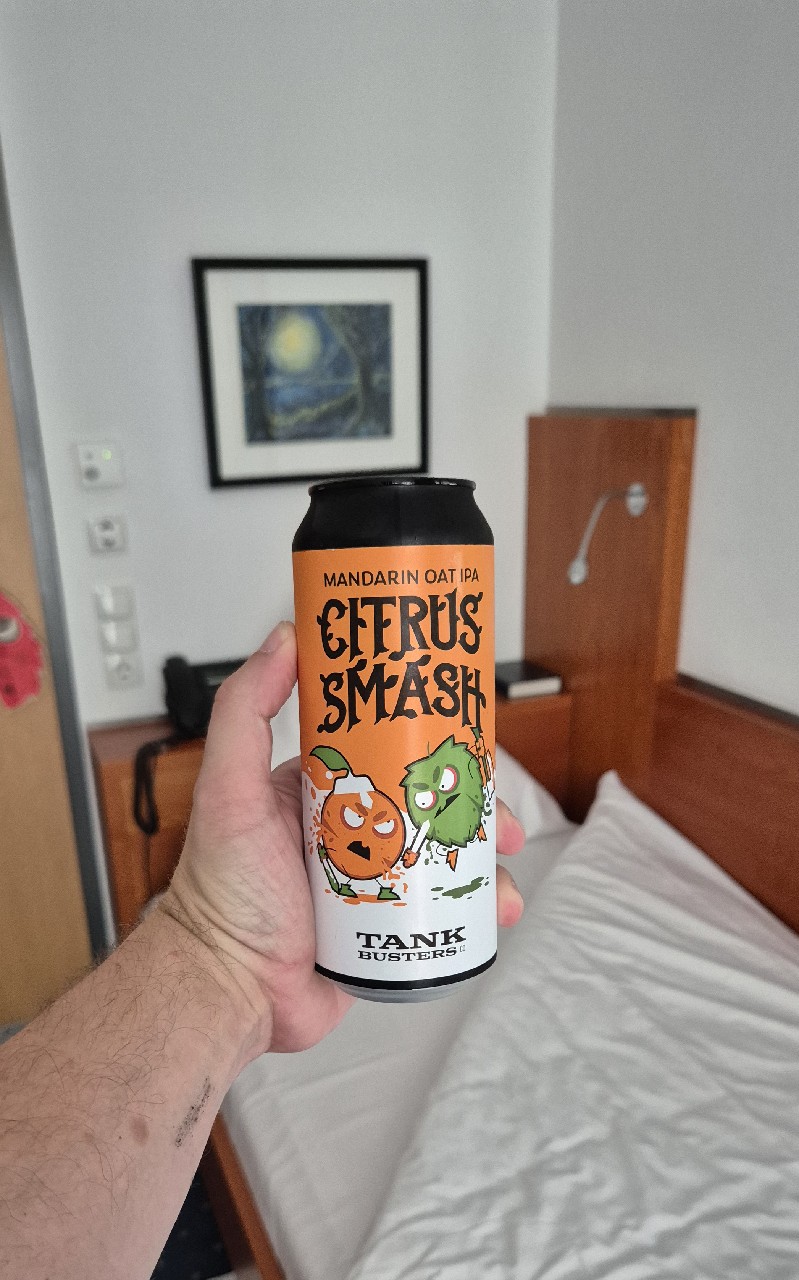 MANDARIN OAT IPA
CITRUS
SMASH
TANK
BUSTERS